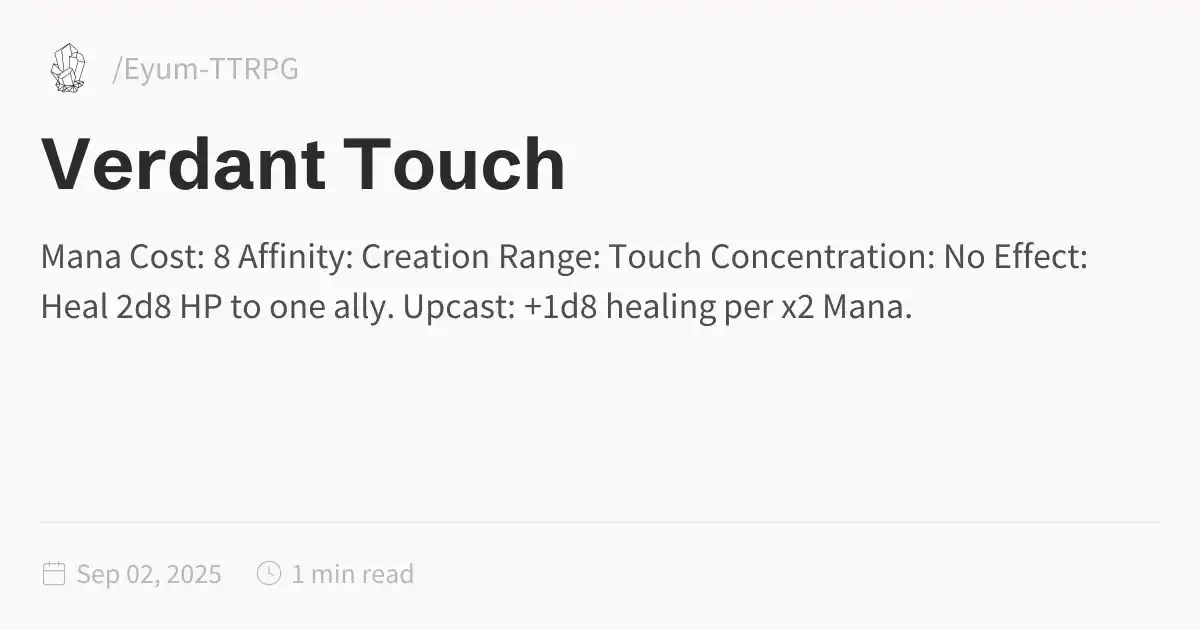 /Eyum-TTRPG
Verdant Touch
Mana Cost: 8 Affinity: Creation Range: Touch Concentration: No Effect:
Heal 2d8 HP to one ally. Upcast: +1d8 healing per x2 Mana.
Sep 02, 2025 1 min read